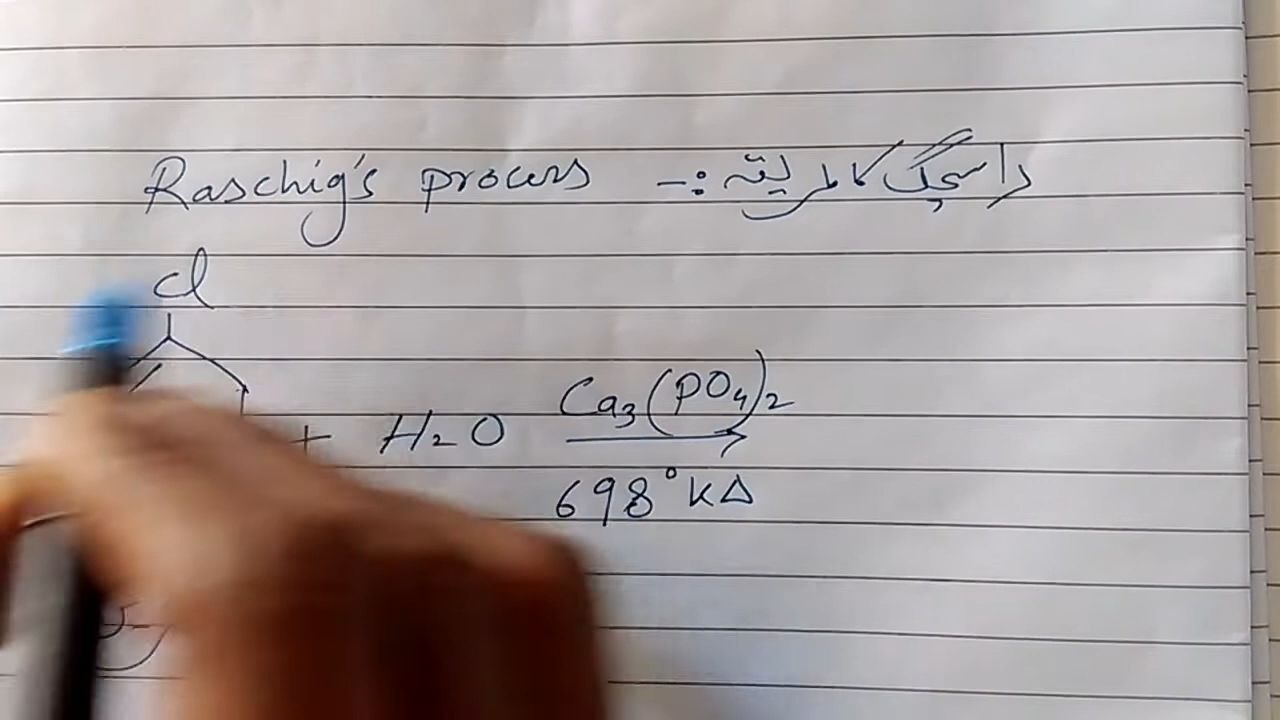 Raschig's process -: راسچگ کا طریقہ
Cl
+ H2O Ca3(PO4)2
698°K Δ